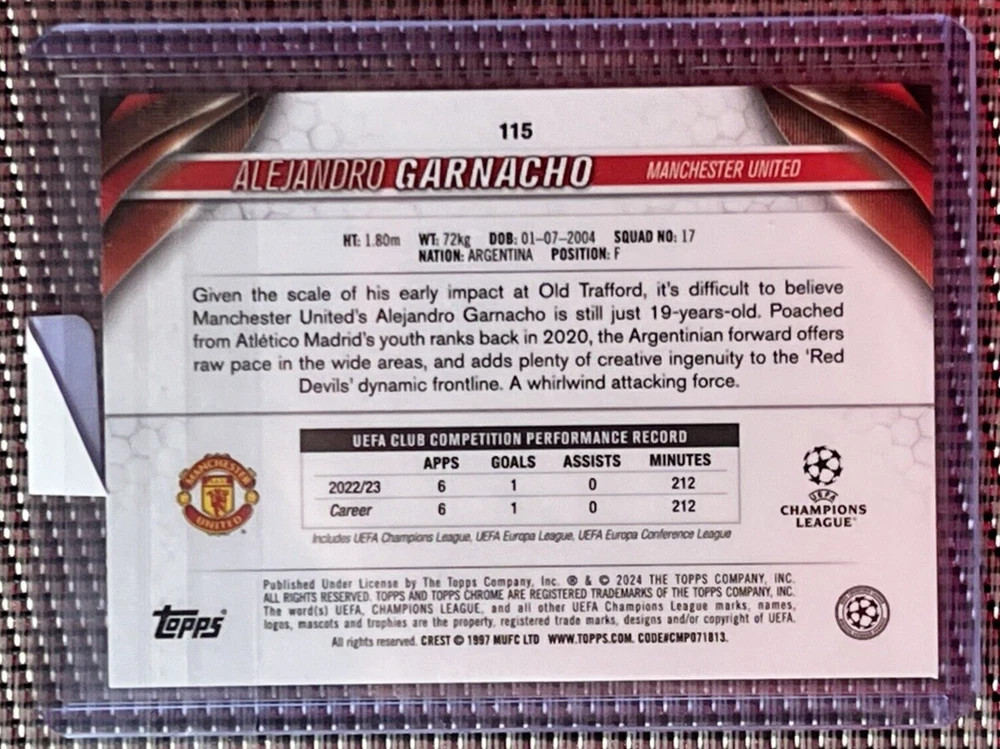 115
ALEJANDRO GARNACHO MANCHESTER UNITED
HT: 1.80m WT: 72kg DOB: 01-07-2004 SQUAD NO: 17
NATION: ARGENTINA POSITION: F
Given the scale of his early impact at Old Trafford, it's difficult to believe
Manchester United's Alejandro Garnacho is still just 19-years-old. Poached
from Atlético Madrid's youth ranks back in 2020, the Argentinian forward offers
raw pace in the wide areas, and adds plenty of creative ingenuity to the 'Red
Devils' dynamic frontline. A whirlwind attacking force.
UEFA CLUB COMPETITION PERFORMANCE RECORD
APPS GOALS ASSISTS MINUTES
2022/23 6 1 0 212
Career 6 1 0 212
Includes UEFA Champions League, UEFA Europa League, UEFA Europa Conference League
MANCHESTER
UNITED
UEFA
CHAMPIONS
LEAGUE
Published Under License by The Topps Company, Inc. ® & © 2024 THE TOPPS COMPANY, INC.
ALL RIGHTS RESERVED. TOPPS AND TOPPS CHROME ARE REGISTERED TRADEMARKS OF THE TOPPS COMPANY, INC.
The word(s) UEFA, CHAMPIONS LEAGUE, and all other UEFA Champions League marks, names,
logos, mascots and trophies are the property, registered trade marks, designs and/or copyright of UEFA.
All rights reserved. CREST © 1997 MUFC LTD WWW.TOPPS.COM. CODE#CMP071813.
Topps